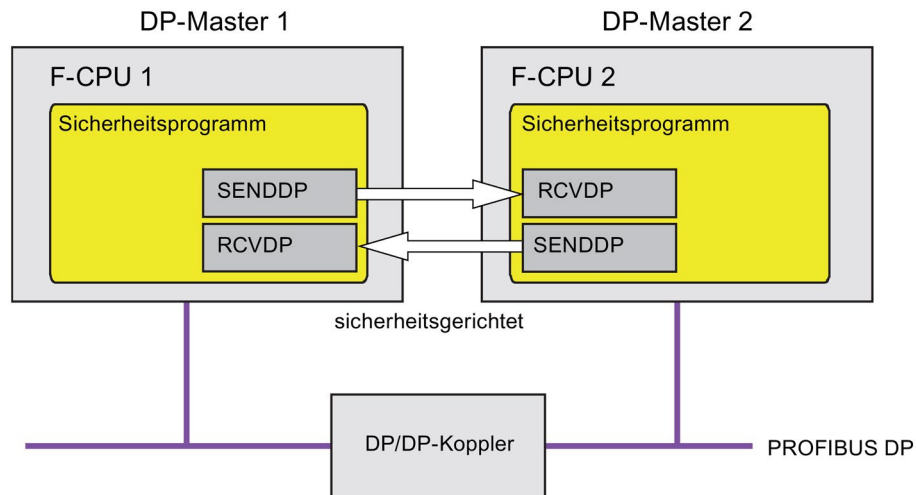 DP-Master 1
DP-Master 2
F-CPU 1
F-CPU 2
Sicherheitsprogramm
Sicherheitsprogramm
SENDDP
RCVDP
RCVDP
SENDDP
sicherheitsgerichtet
DP/DP-Koppler
PROFIBUS DP